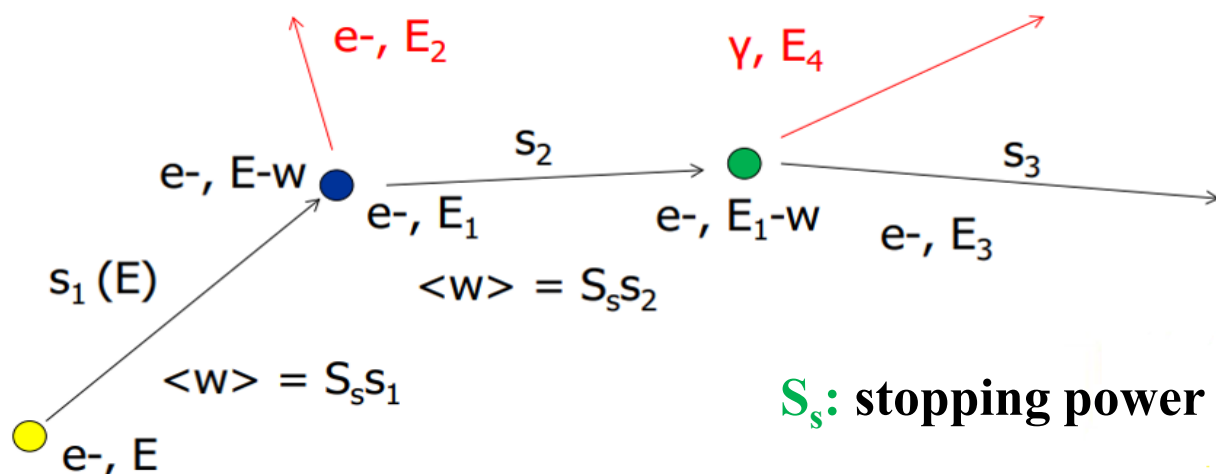 e-, E₂
γ, E₄
s₂
s₃
e-, E-w
e-, E₁
e-, E₁-w
e-, E₃
s₁ (E)
<w> = Sₛs₂
<w> = Sₛs₁
Sₛ: stopping power
e-, E